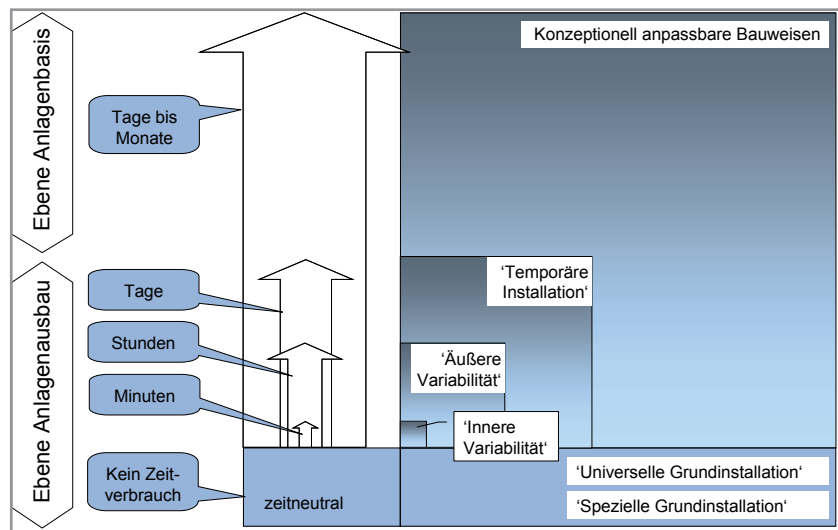 Ebene Anlagenbasis
Ebene Anlagenausbau
Tage bis
Monate
Tage
Stunden
Minuten
Kein Zeit-
verbrauch
zeitneutral
Konzeptionell anpassbare Bauweisen
‘Temporäre
Installation‘
‘Äußere
Variabilität‘
‘Innere
Variabilität‘
‘Universelle Grundinstallation‘
‘Spezielle Grundinstallation‘